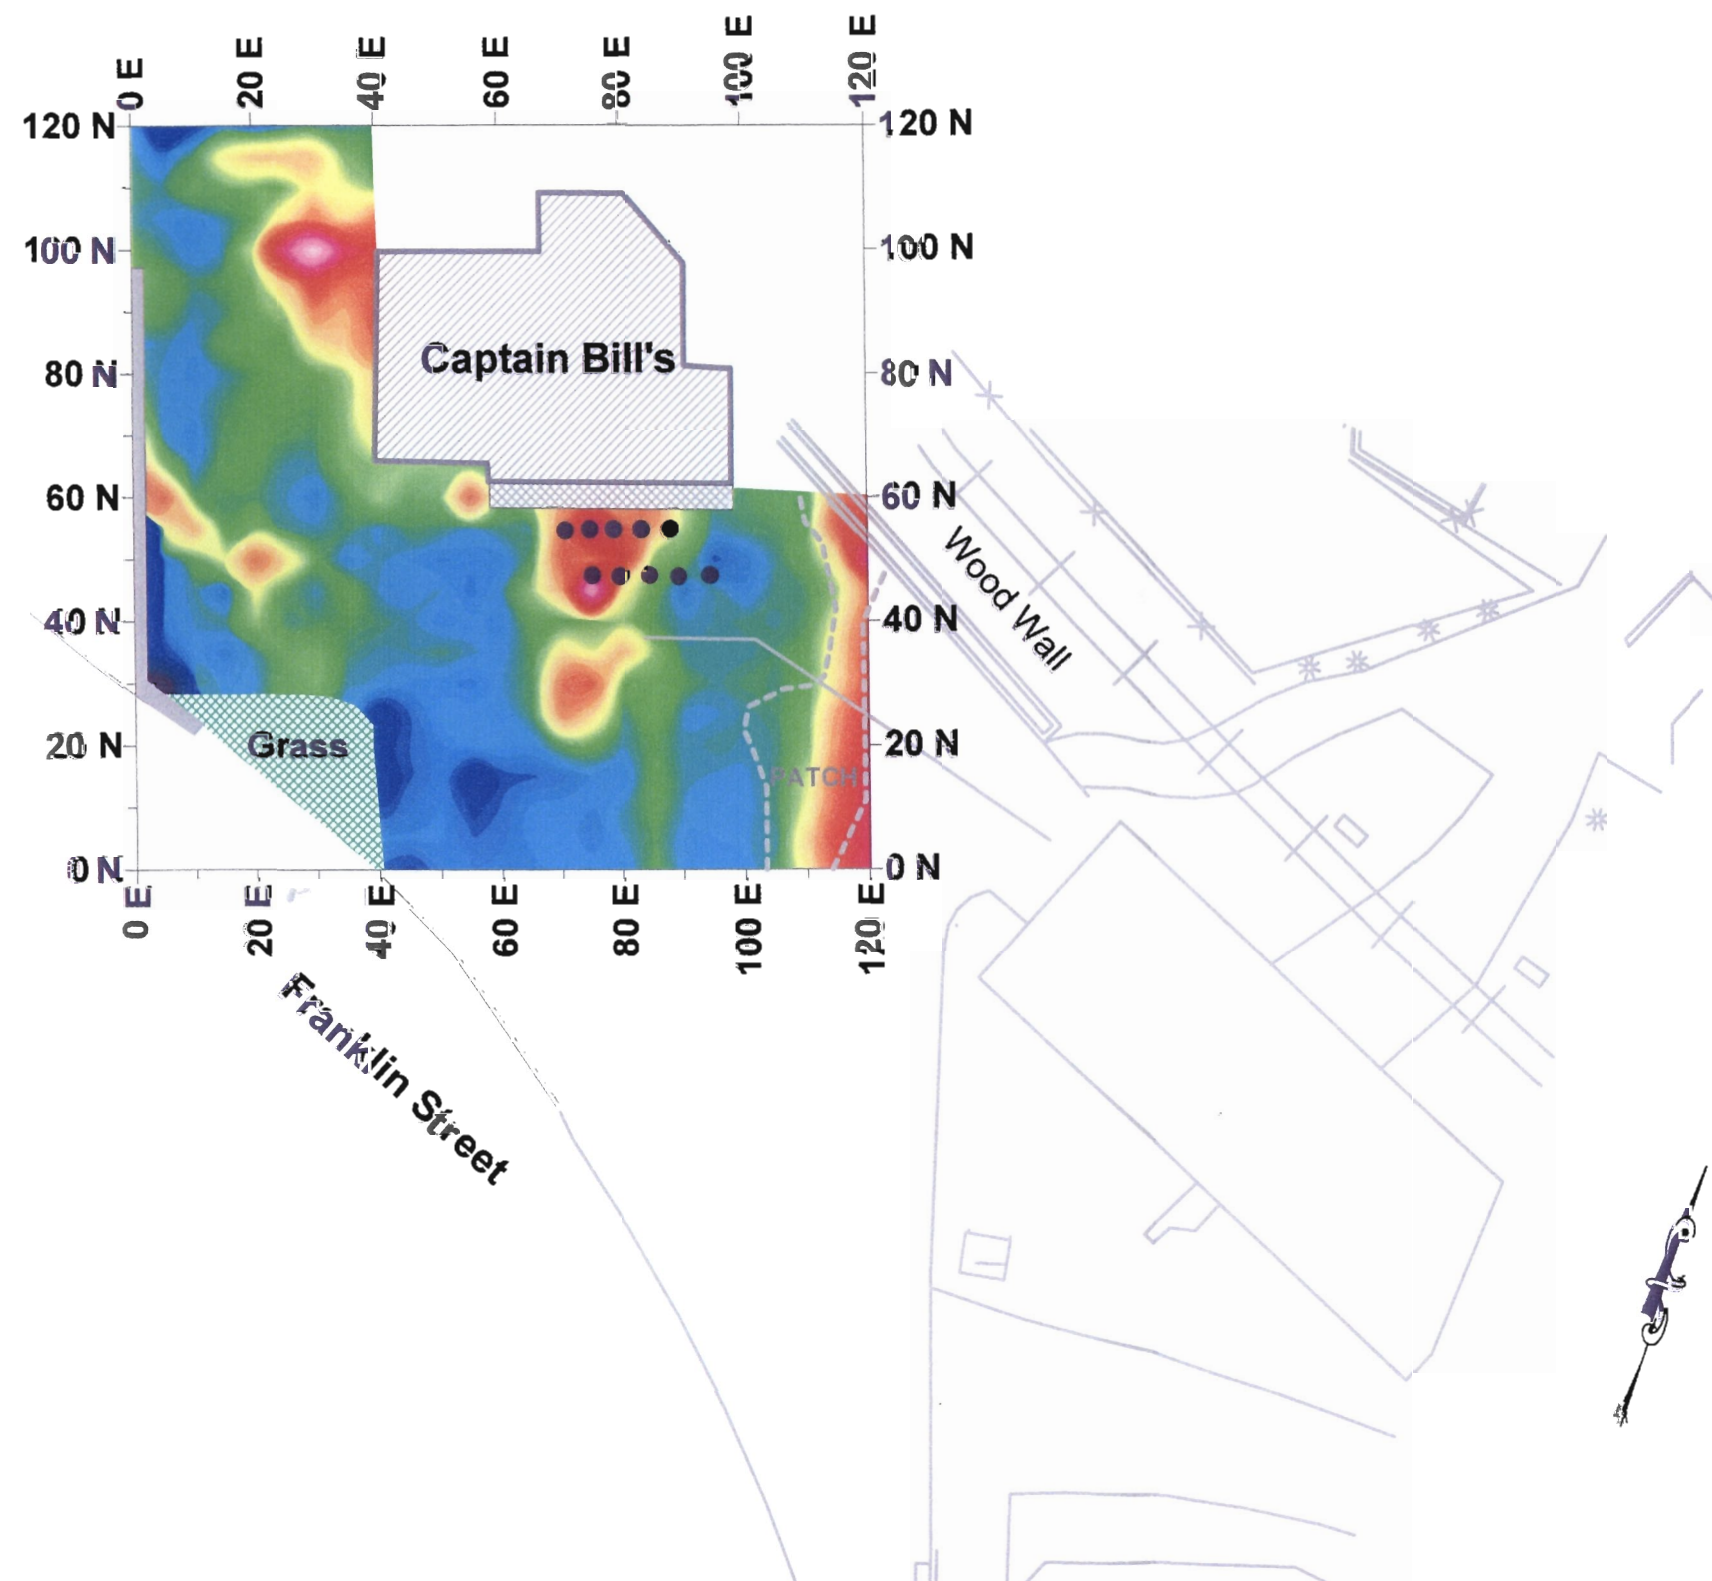 0 E 20 E 40 E 60 E 80 E 100 E 120 E
120 N 120 N
100 N 100 N
Captain Bill's
80 N 80 N
60 N 60 N
Wood Wall
40 N 40 N
Grass
20 N 20 N
PATCH
0 N 0 N
0 E 20 E 40 E 60 E 80 E 100 E 120 E
Franklin Street